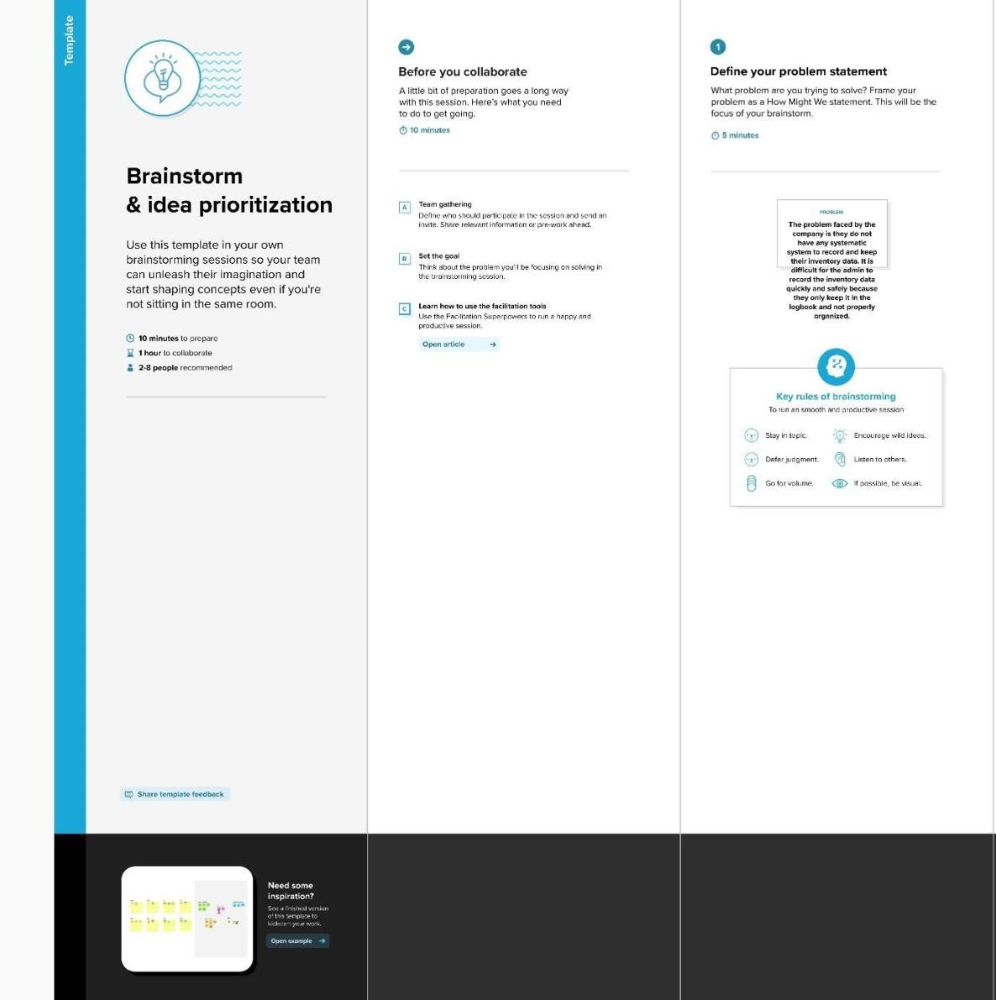 Template
Brainstorm
& idea prioritization
Use this template in your own
brainstorming sessions so your team
can unleash their imagination and
start shaping concepts even if you're
not sitting in the same room.
10 minutes to prepare
1 hour to collaborate
2-8 people recommended
Share template feedback
Need some
inspiration?
See a finished version
of this template to
kickstart your work.
Open example
Before you collaborate
A little bit of preparation goes a long way
with this session. Here's what you need
to do to get going.
10 minutes
A
Team gathering
Define who should participate in the session and send an
invite. Share relevant information or pre-work ahead.
B
Set the goal
Think about the problem you'll be focusing on solving in
the brainstorming session.
C
Learn how to use the facilitation tools
Use the Facilitation Superpowers to run a happy and
productive session.
Open article
1
Define your problem statement
What problem are you trying to solve? Frame your
problem as a How Might We statement. This will be the
focus of your brainstorm.
5 minutes
PROBLEM
The problem faced by the
company is they do not
have any systematic
system to record and keep
their inventory data. It is
difficult for the admin to
record the inventory data
quickly and safely because
they only keep it in the
logbook and not properly
organized.
Key rules of brainstorming
To run an smooth and productive session
Stay in topic.
Encourage wild ideas.
Defer judgment.
Listen to others.
Go for volume.
If possible, be visual.